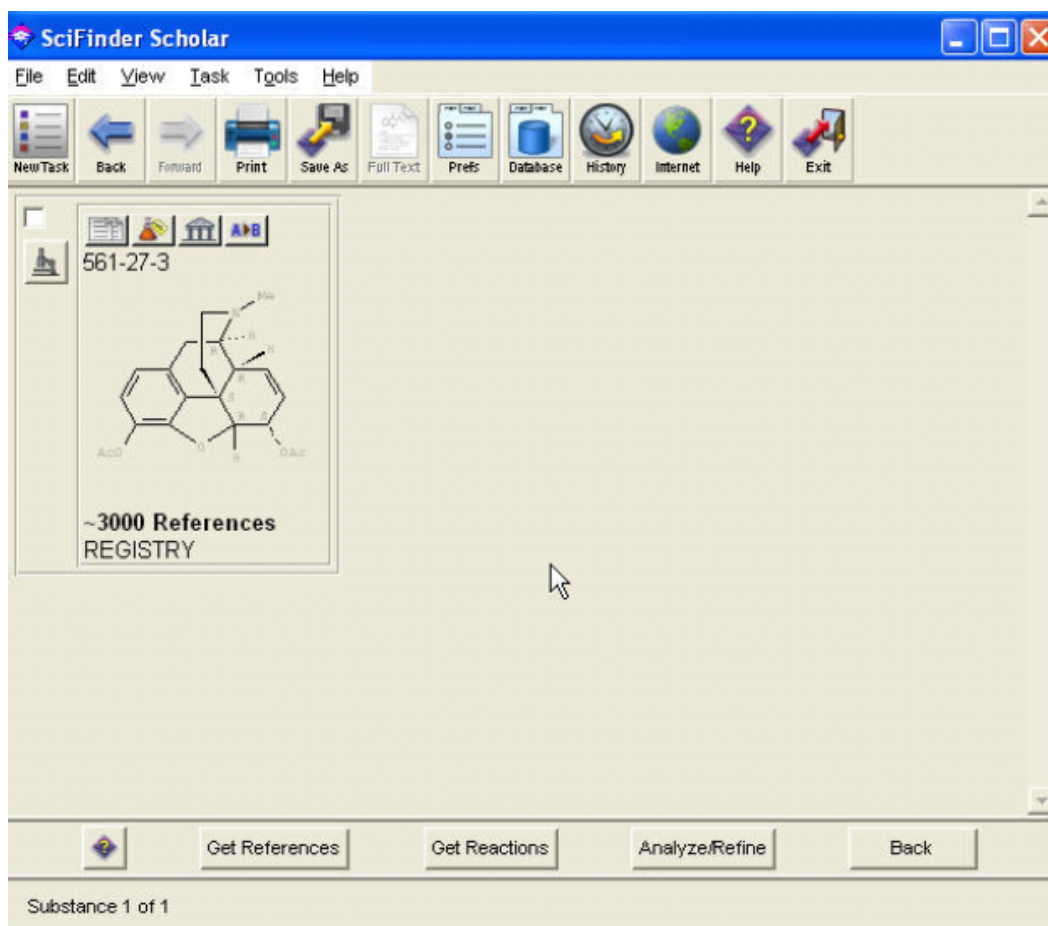 SciFinder Scholar
File Edit View Task Tools Help
New Task Back Forward Print Save As Full Text Prefs Database History Internet Help Exit
A▶B
561-27-3
Me
N
H
R
H
R
S
R S
AcO O H OAc
~3000 References
REGISTRY
Get References Get Reactions Analyze/Refine Back
Substance 1 of 1